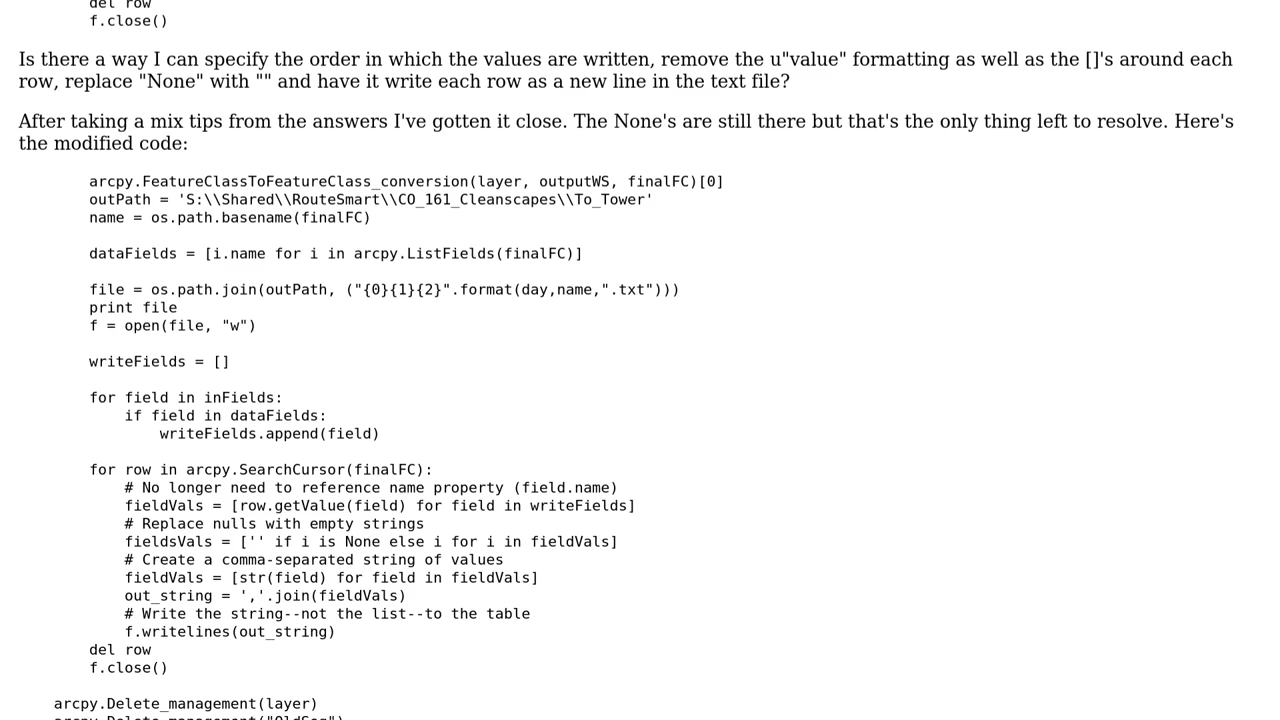 del row
f.close()
Is there a way I can specify the order in which the values are written, remove the u"value" formatting as well as the []'s around each
row, replace "None" with "" and have it write each row as a new line in the text file?
After taking a mix tips from the answers I've gotten it close. The None's are still there but that's the only thing left to resolve. Here's
the modified code:
arcpy.FeatureClassToFeatureClass_conversion(layer, outputWS, finalFC)[0]
outPath = 'S:\\Shared\\RouteSmart\\CO_161_Cleanscapes\\To_Tower'
name = os.path.basename(finalFC)
dataFields = [i.name for i in arcpy.ListFields(finalFC)]
file = os.path.join(outPath, ("{0}{1}{2}".format(day,name,".txt")))
print file
f = open(file, "w")
writeFields = []
for field in inFields:
if field in dataFields:
writeFields.append(field)
for row in arcpy.SearchCursor(finalFC):
# No longer need to reference name property (field.name)
fieldVals = [row.getValue(field) for field in writeFields]
# Replace nulls with empty strings
fieldsVals = ['' if i is None else i for i in fieldVals]
# Create a comma-separated string of values
fieldVals = [str(field) for field in fieldVals]
out_string = ','.join(fieldVals)
# Write the string--not the list--to the table
f.writelines(out_string)
del row
f.close()
arcpy.Delete_management(layer)
arcpy.Delete_management("OldSeq")